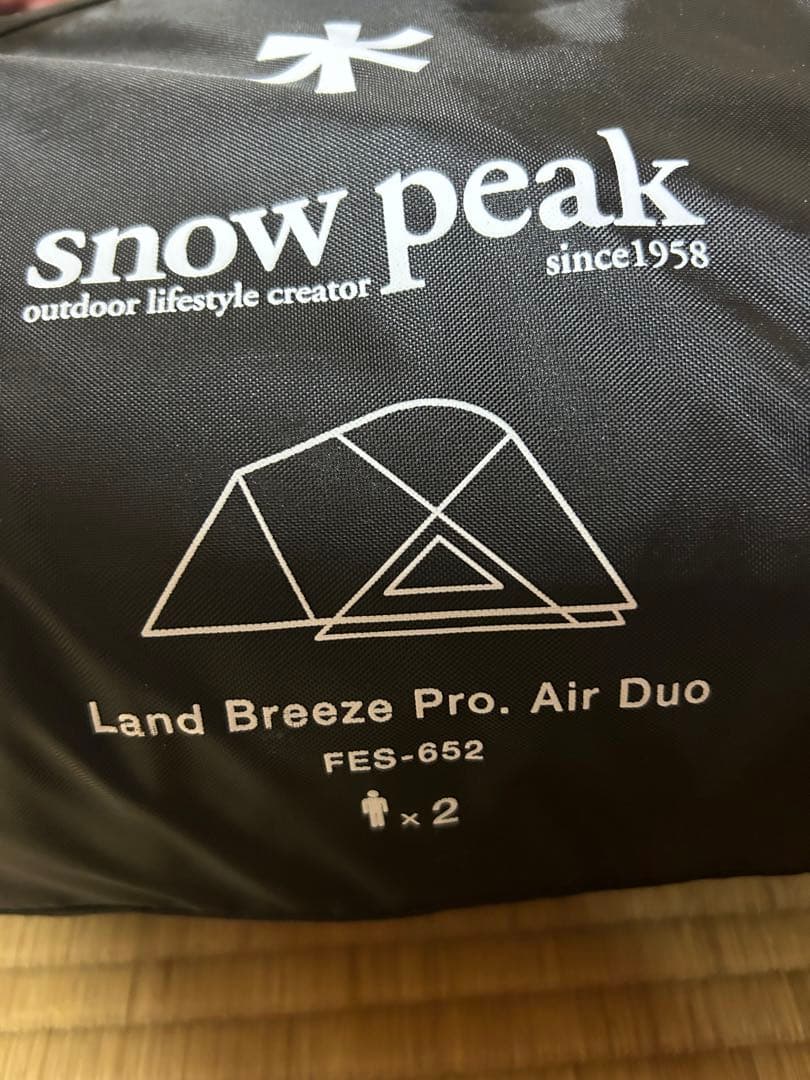 snow peak
outdoor lifestyle creator
since1958
Land Breeze Pro. Air Duo
FES-652
× 2